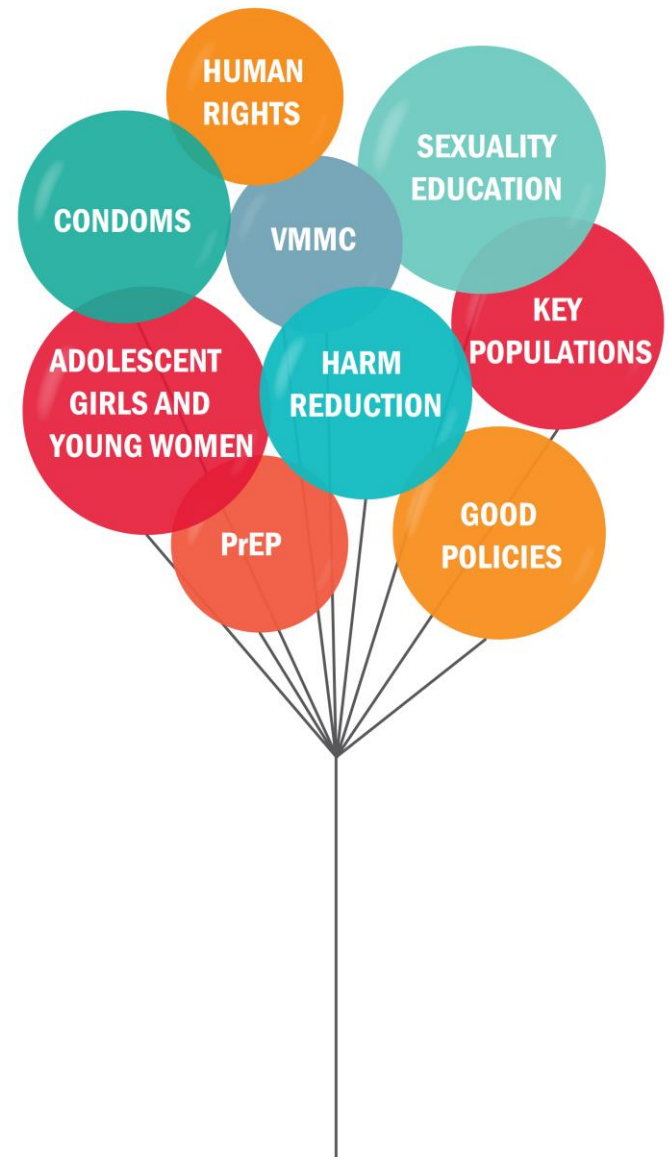 HUMAN
RIGHTS
SEXUALITY
EDUCATION
CONDOMS
VMMC
KEY
POPULATIONS
ADOLESCENT
GIRLS AND
YOUNG WOMEN
HARM
REDUCTION
PrEP
GOOD
POLICIES